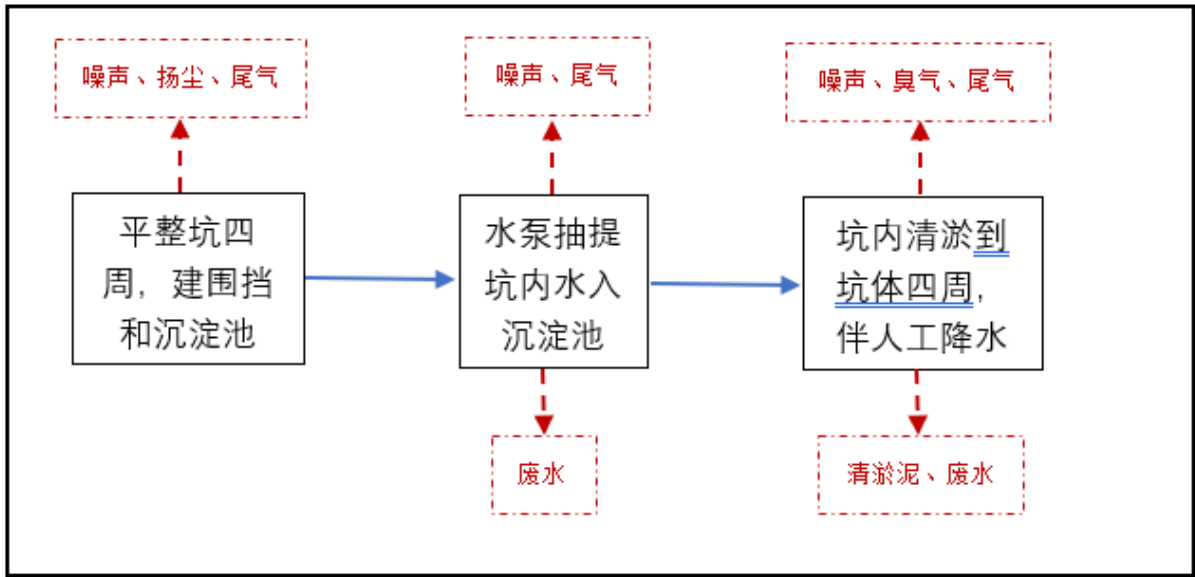 噪声、扬尘、尾气
噪声、尾气
噪声、臭气、尾气
平整坑四
周，建围挡
和沉淀池
水泵抽提
坑内水入
沉淀池
坑内清淤到
坑体四周，
伴人工降水
废水
清淤泥、废水